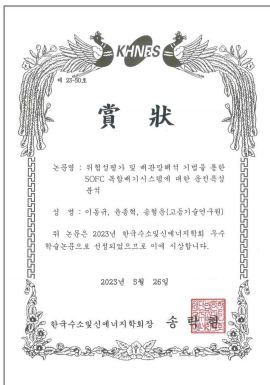 KHNES
제 23-50호
賞 狀
논문명 : 위험성평가 및 배관망해석 기법을 통한
SOFC 복합배기시스템에 대한 운전특성
분석
성 명 : 이동규, 윤종혁, 송형운(고등기술연구원)
위 논문은 2023년 한국수소및신에너지학회 우수
학술논문으로 선정되었으므로 이에 시상합니다.
2023년 5월 26일
한국수소및신에너지학회장 송 락 현